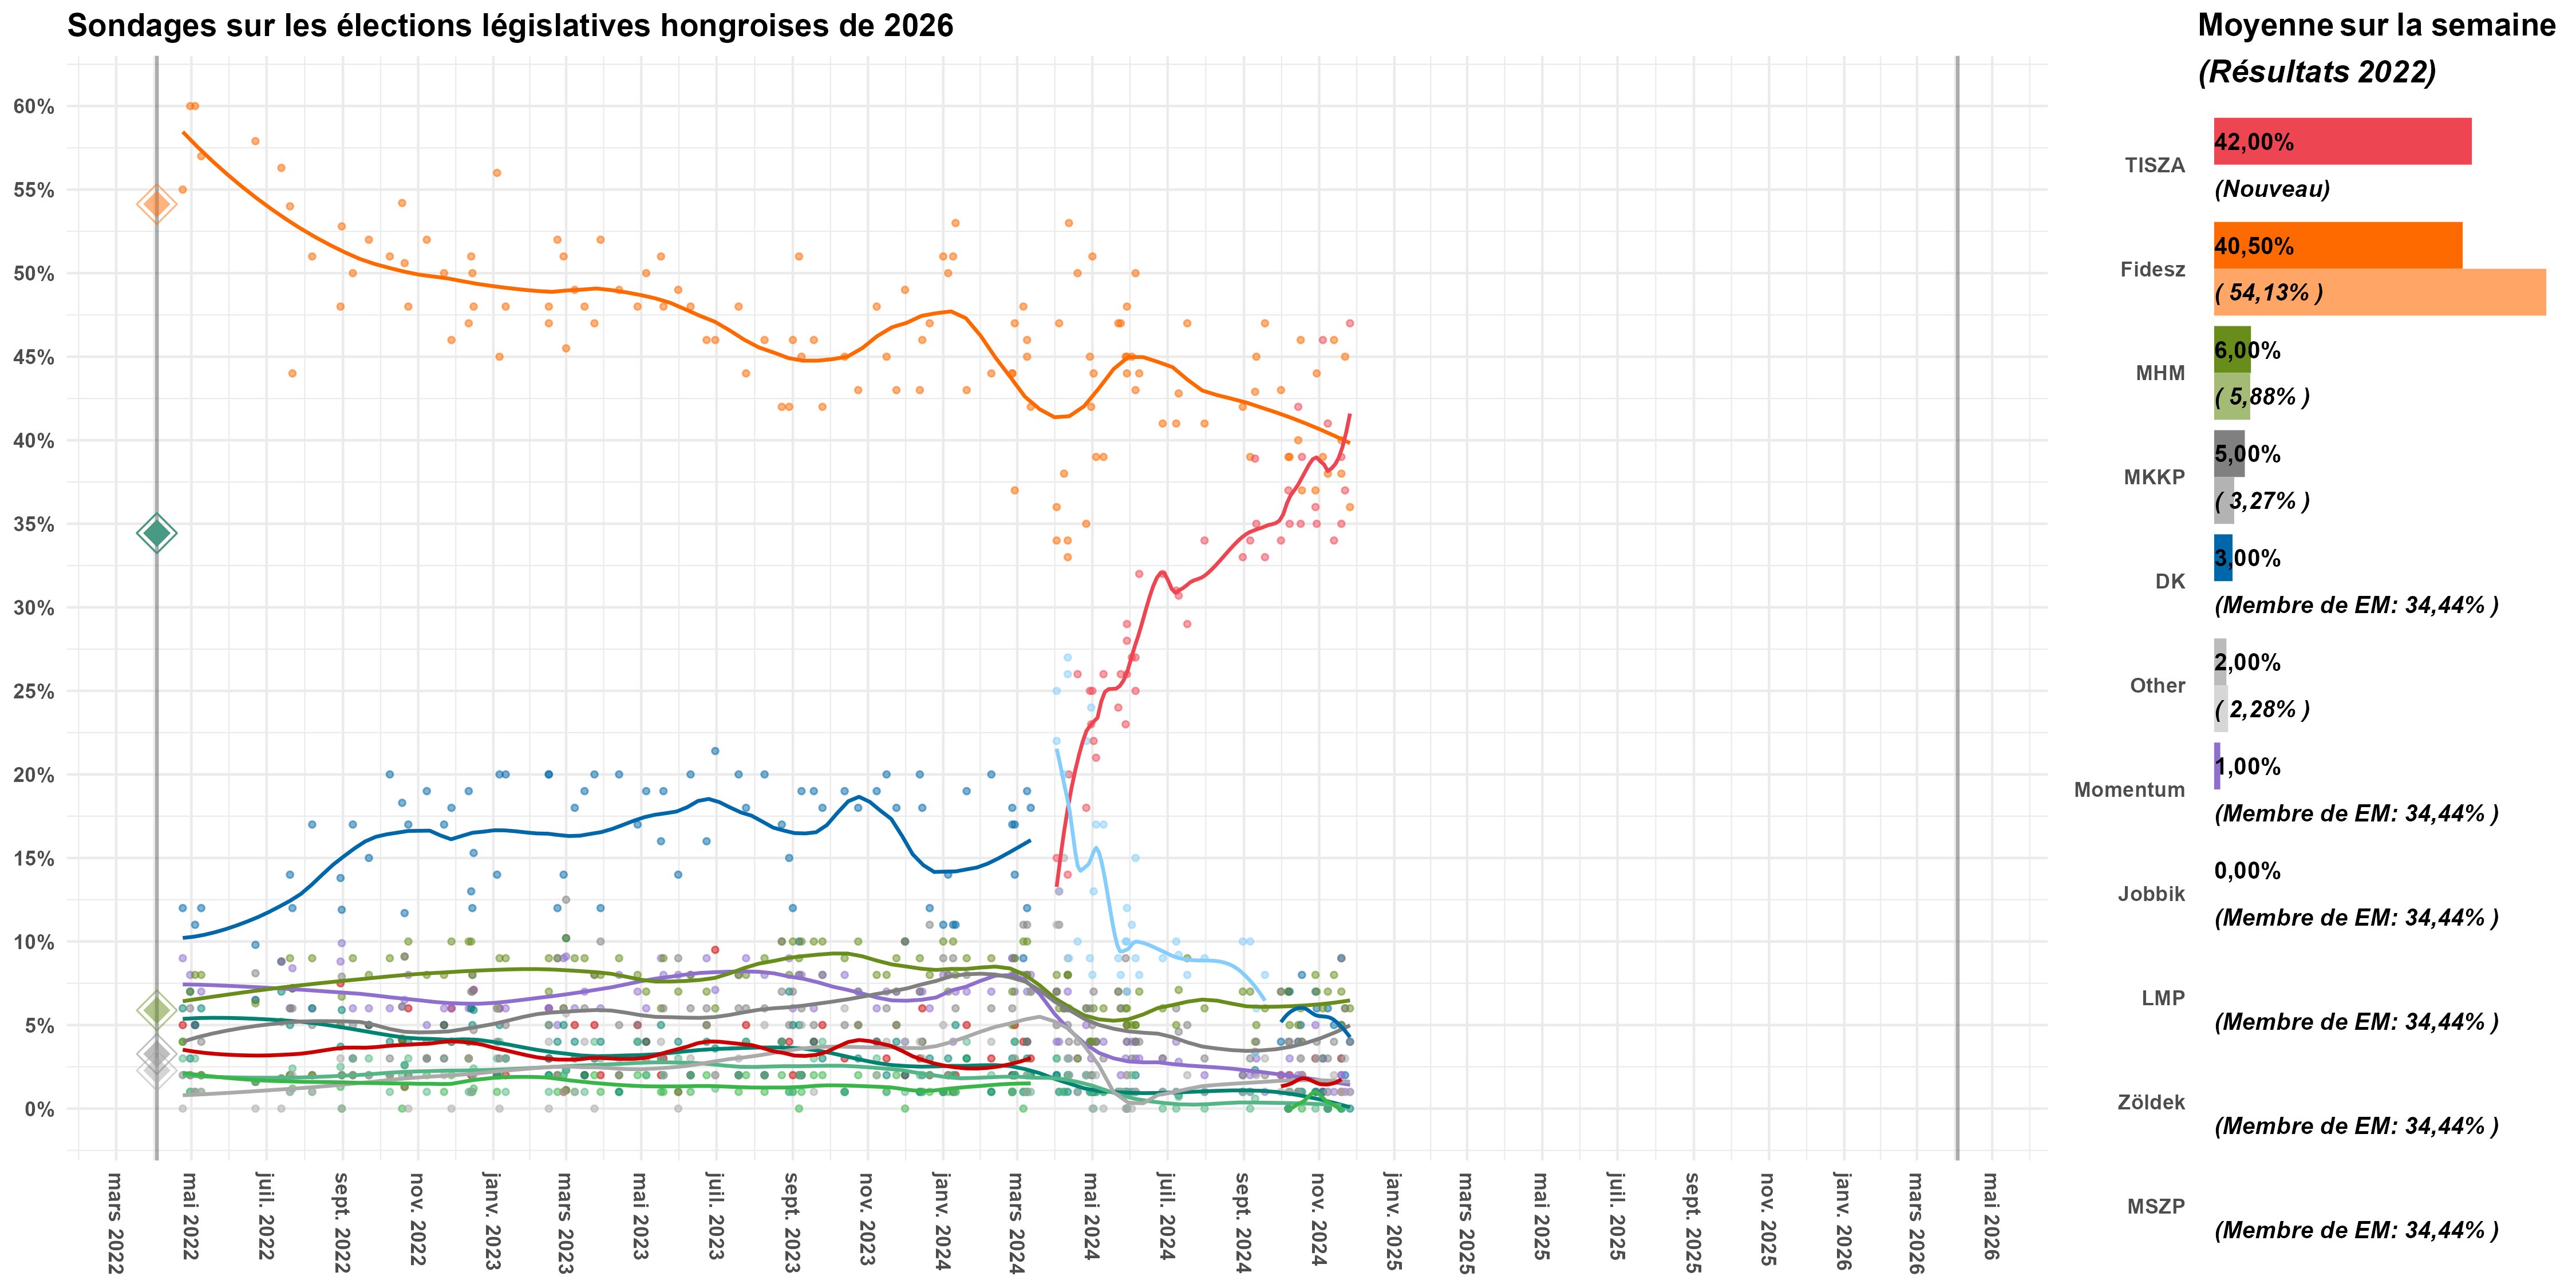 Sondages sur les élections législatives hongroises de 2026
60%
55%
50%
45%
40%
35%
30%
25%
20%
15%
10%
5%
0%
mars 2022
mai 2022
juil. 2022
sept. 2022
nov. 2022
janv. 2023
mars 2023
mai 2023
juil. 2023
sept. 2023
nov. 2023
janv. 2024
mars 2024
mai 2024
juil. 2024
sept. 2024
nov. 2024
janv. 2025
mars 2025
mai 2025
juil. 2025
sept. 2025
nov. 2025
janv. 2026
mars 2026
mai 2026
Moyenne sur la semaine
(Résultats 2022)
TISZA
42,00%
(Nouveau)
Fidesz
40,50%
( 54,13% )
MHM
6,00%
( 5,88% )
MKKP
5,00%
( 3,27% )
DK
3,00%
(Membre de EM: 34,44% )
Other
2,00%
( 2,28% )
Momentum
1,00%
(Membre de EM: 34,44% )
Jobbik
0,00%
(Membre de EM: 34,44% )
LMP
(Membre de EM: 34,44% )
Zöldek
(Membre de EM: 34,44% )
MSZP
(Membre de EM: 34,44% )